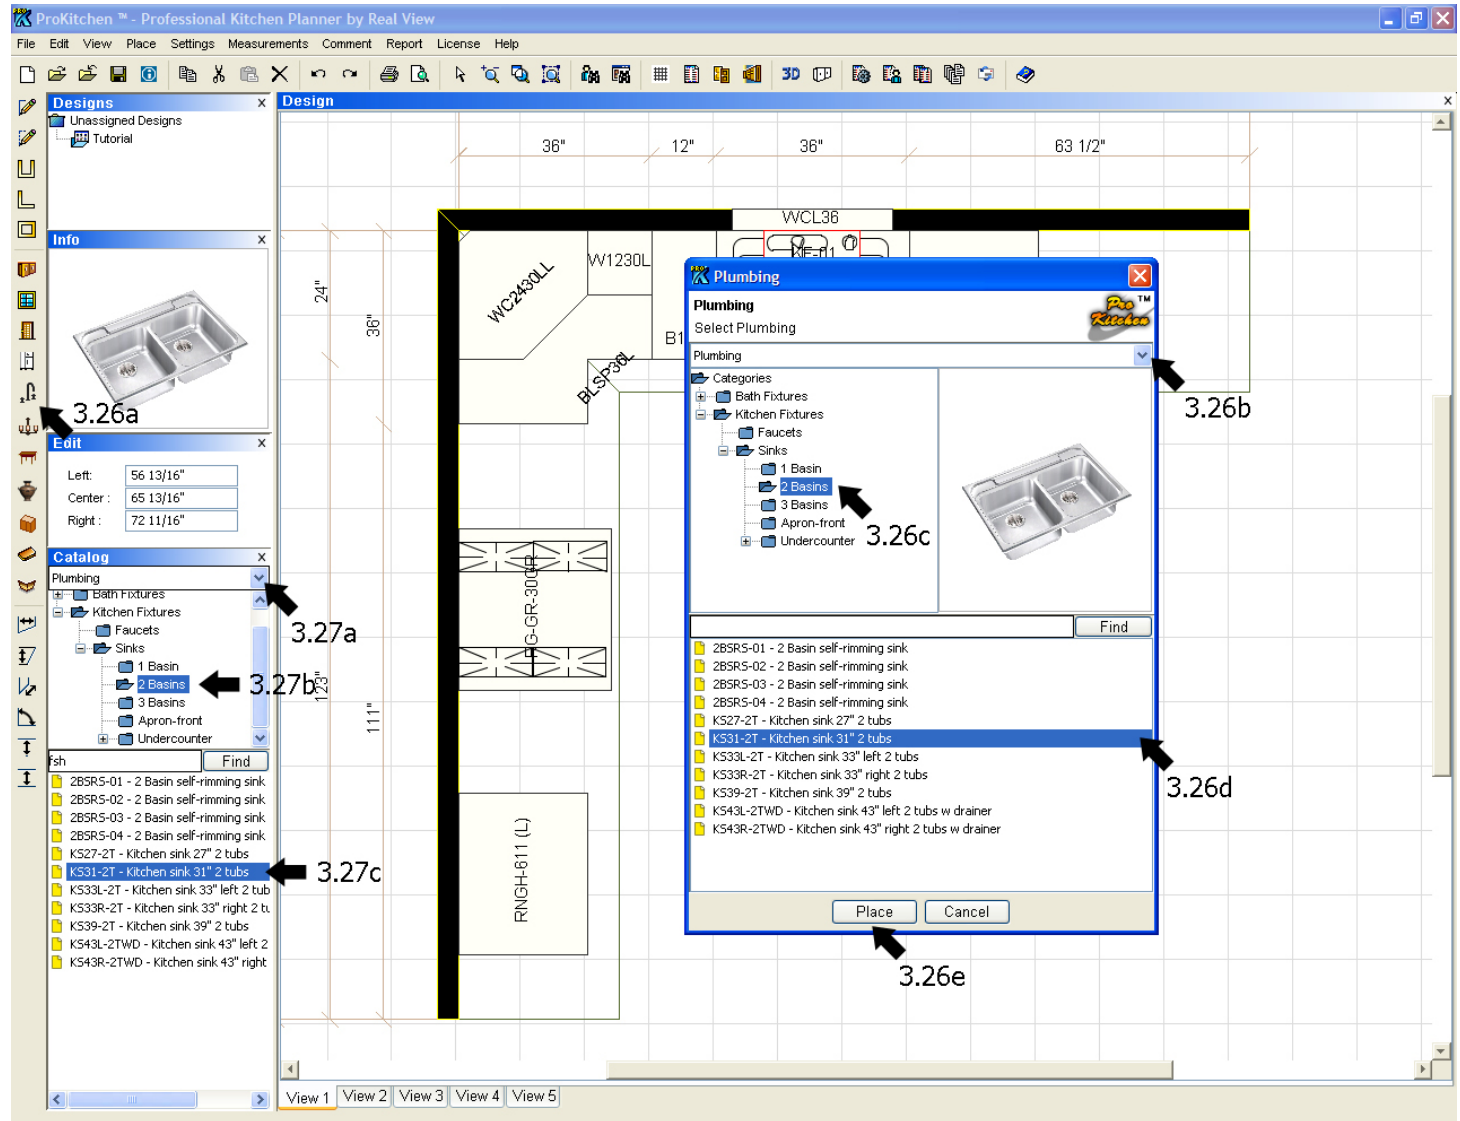 ProKitchen ™ - Professional Kitchen Planner by Real View
File Edit View Place Settings Measurements Comment Report License Help
3D
Designs x
Unassigned Designs
Tutorial
Info x
3.26a
Edit x
Left: 56 13/16"
Center : 65 13/16"
Right : 72 11/16"
Catalog x
Plumbing
Bath Fixtures
Kitchen Fixtures
Faucets
Sinks
1 Basin
2 Basins
3 Basins
Apron-front
Undercounter
3.27a
3.27b
fsh Find
2BSRS-01 - 2 Basin self-rimming sink
2BSRS-02 - 2 Basin self-rimming sink
2BSRS-03 - 2 Basin self-rimming sink
2BSRS-04 - 2 Basin self-rimming sink
KS27-2T - Kitchen sink 27" 2 tubs
KS31-2T - Kitchen sink 31" 2 tubs
KS33L-2T - Kitchen sink 33" left 2 tub
KS33R-2T - Kitchen sink 33" right 2 tu
KS39-2T - Kitchen sink 39" 2 tubs
KS43L-2TWD - Kitchen sink 43" left 2
KS43R-2TWD - Kitchen sink 43" right
3.27c
Design x
36" 12" 36" 63 1/2"
WCL36
24"
36"
WC2430LL
W1230L
KF-01
B1
BLSP36L
123"
111"
RNGH-611 (L)
PRO
Plumbing
Plumbing
Select Plumbing
Pro Kitchen ™
Plumbing
3.26b
Categories
Bath Fixtures
Kitchen Fixtures
Faucets
Sinks
1 Basin
2 Basins
3 Basins
Apron-front
Undercounter
3.26c
Find
2BSRS-01 - 2 Basin self-rimming sink
2BSRS-02 - 2 Basin self-rimming sink
2BSRS-03 - 2 Basin self-rimming sink
2BSRS-04 - 2 Basin self-rimming sink
KS27-2T - Kitchen sink 27" 2 tubs
KS31-2T - Kitchen sink 31" 2 tubs
KS33L-2T - Kitchen sink 33" left 2 tubs
KS33R-2T - Kitchen sink 33" right 2 tubs
KS39-2T - Kitchen sink 39" 2 tubs
KS43L-2TWD - Kitchen sink 43" left 2 tubs w drainer
KS43R-2TWD - Kitchen sink 43" right 2 tubs w drainer
3.26d
Place Cancel
3.26e
View 1 View 2 View 3 View 4 View 5